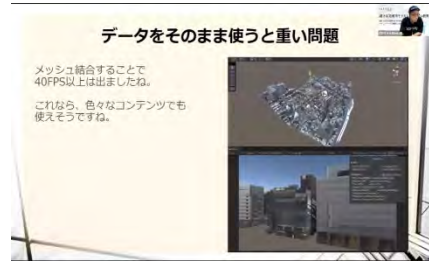 データをそのまま使うと重い問題
メッシュ結合することで
40FPS以上は出ましたね。
これなら、色々なコンテンツでも
使えそうですね。